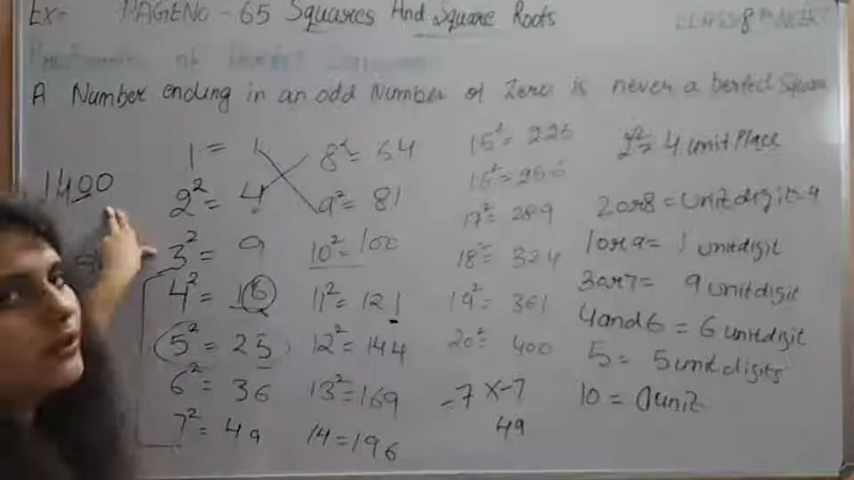 Ex- PAGENO - 65 Squares And Square Roots CLASS 8th NCERT
A Number ending in an odd Number of Zero is never a perfect Square
1400
1 = 1
2² = 4
3² = 9
4² = 16
5² = 25
6² = 36
7² = 49
8² = 64
9² = 81
10² = 100
11² = 121
12² = 144
13² = 169
14 = 196
15² = 225
16² = 256
17² = 289
18² = 324
19² = 361
20² = 400
-7 x -7
49
4 unit Place
2 or 8 = unit digit = 4
1 or 9 = 1 unit digit
3 or 7 = 9 unit digit
4 and 6 = 6 unit digit
5 = 5 unit digits
10 = 0 unit